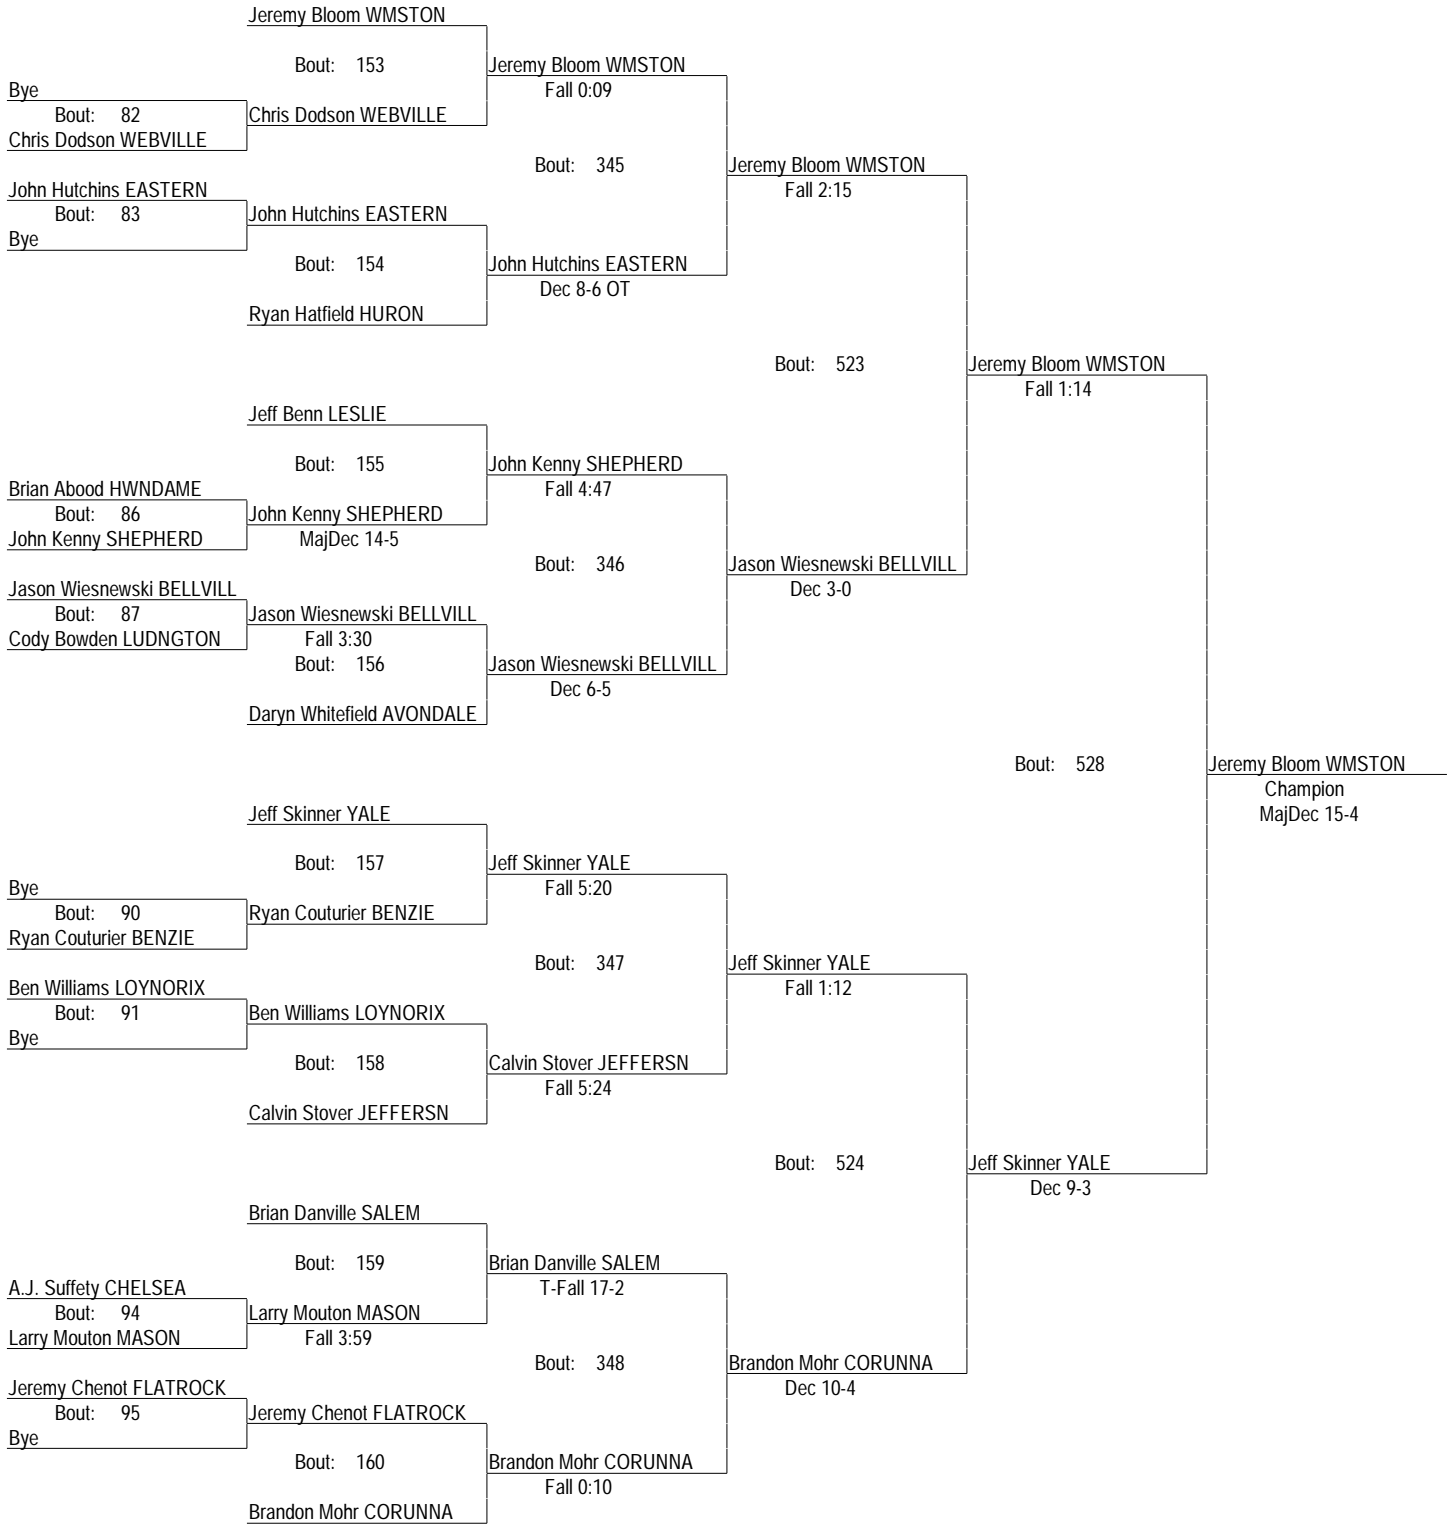 Jeremy Bloom WMSTON
Bout: 153
Jeremy Bloom WMSTON
Bye
Fall 0:09
Bout: 82
Chris Dodson WEBVILLE
Chris Dodson WEBVILLE
Bout: 345
Jeremy Bloom WMSTON
John Hutchins EASTERN
Fall 2:15
Bout: 83
John Hutchins EASTERN
Bye
Bout: 154
John Hutchins EASTERN
Dec 8-6 OT
Ryan Hatfield HURON
Bout: 523
Jeremy Bloom WMSTON
Fall 1:14
Jeff Benn LESLIE
Bout: 155
John Kenny SHEPHERD
Brian Abood HWNDAME
Fall 4:47
Bout: 86
John Kenny SHEPHERD
John Kenny SHEPHERD
MajDec 14-5
Bout: 346
Jason Wiesnewski BELLVILL
Jason Wiesnewski BELLVILL
Dec 3-0
Bout: 87
Jason Wiesnewski BELLVILL
Cody Bowden LUDNGTON
Fall 3:30
Bout: 156
Jason Wiesnewski BELLVILL
Dec 6-5
Daryn Whitefield AVONDALE
Bout: 528
Jeremy Bloom WMSTON
Champion
MajDec 15-4
Jeff Skinner YALE
Bout: 157
Jeff Skinner YALE
Bye
Fall 5:20
Bout: 90
Ryan Couturier BENZIE
Ryan Couturier BENZIE
Bout: 347
Jeff Skinner YALE
Ben Williams LOYNORIX
Fall 1:12
Bout: 91
Ben Williams LOYNORIX
Bye
Bout: 158
Calvin Stover JEFFERSN
Fall 5:24
Calvin Stover JEFFERSN
Bout: 524
Jeff Skinner YALE
Dec 9-3
Brian Danville SALEM
Bout: 159
Brian Danville SALEM
A.J. Suffety CHELSEA
T-Fall 17-2
Bout: 94
Larry Mouton MASON
Larry Mouton MASON
Fall 3:59
Bout: 348
Brandon Mohr CORUNNA
Jeremy Chenot FLATROCK
Dec 10-4
Bout: 95
Jeremy Chenot FLATROCK
Bye
Bout: 160
Brandon Mohr CORUNNA
Fall 0:10
Brandon Mohr CORUNNA